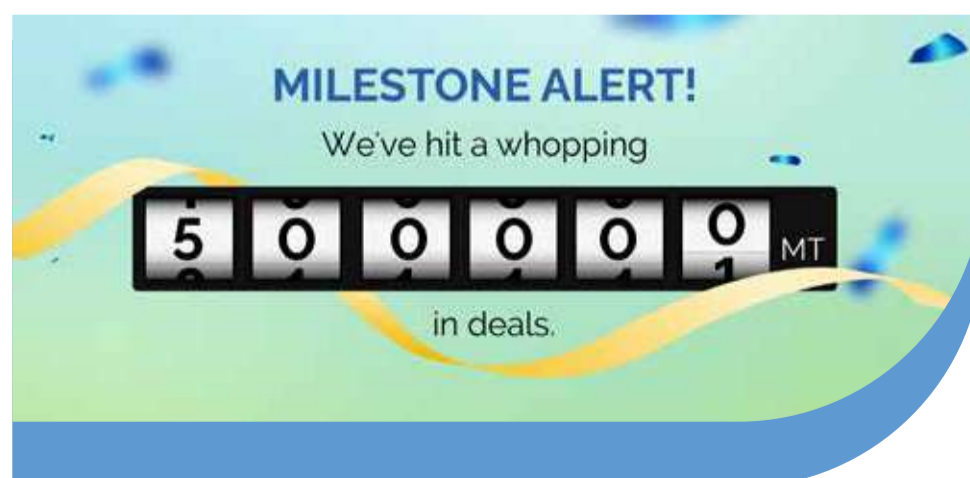 MILESTONE ALERT!
We've hit a whopping
500000 MT
in deals.